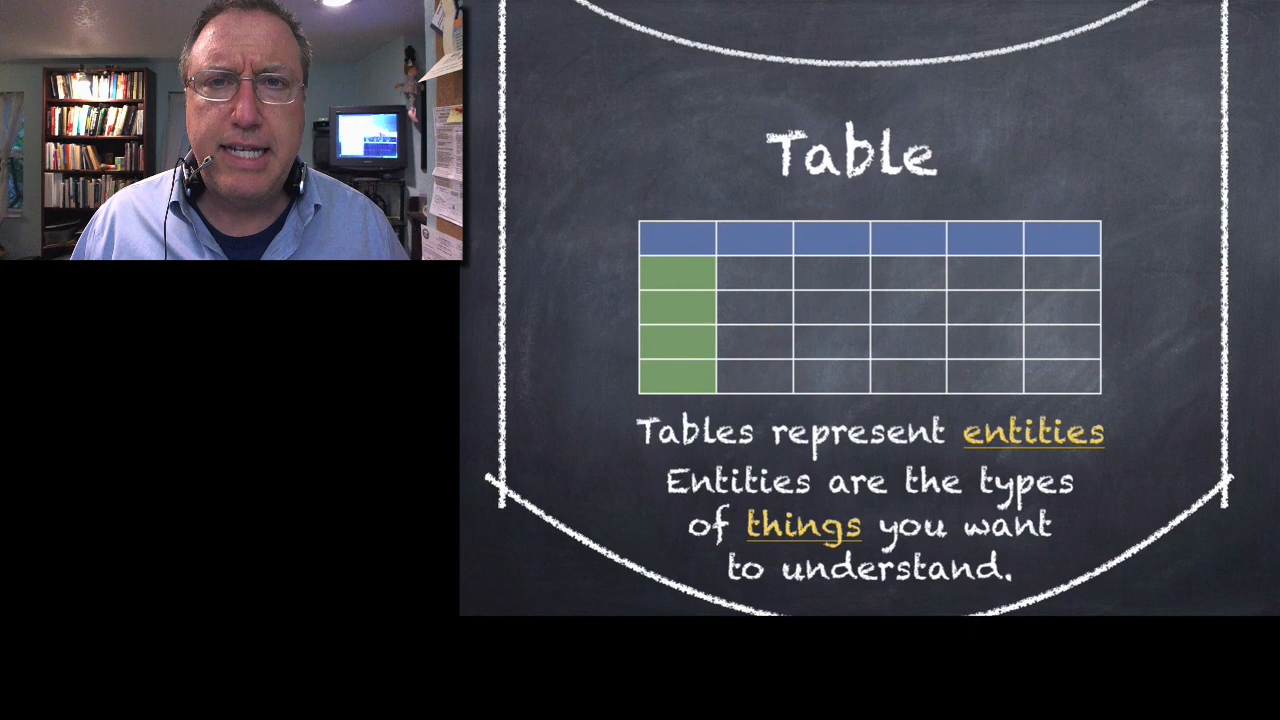 Table
Tables represent entities
Entities are the types
of things you want
to understand.